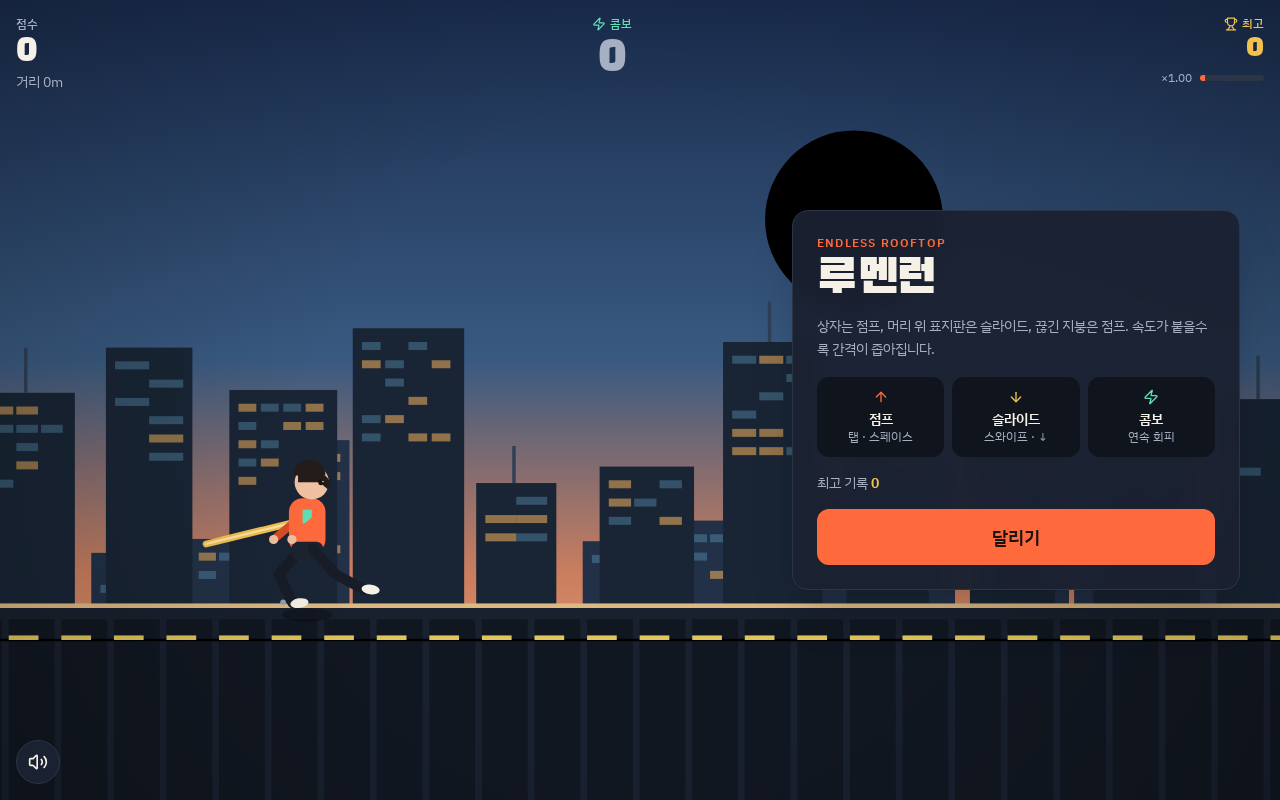 점수
0
거리 0m
콤보
0
최고
0
×1.00
ENDLESS ROOFTOP
루멘런
상자는 점프, 머리 위 표지판은 슬라이드, 끊긴 지붕은 점프. 속도가 붙을수
록 간격이 좁아집니다.
점프
탭 · 스페이스
슬라이드
스와이프 · ↓
콤보
연속 회피
최고 기록 0
달리기